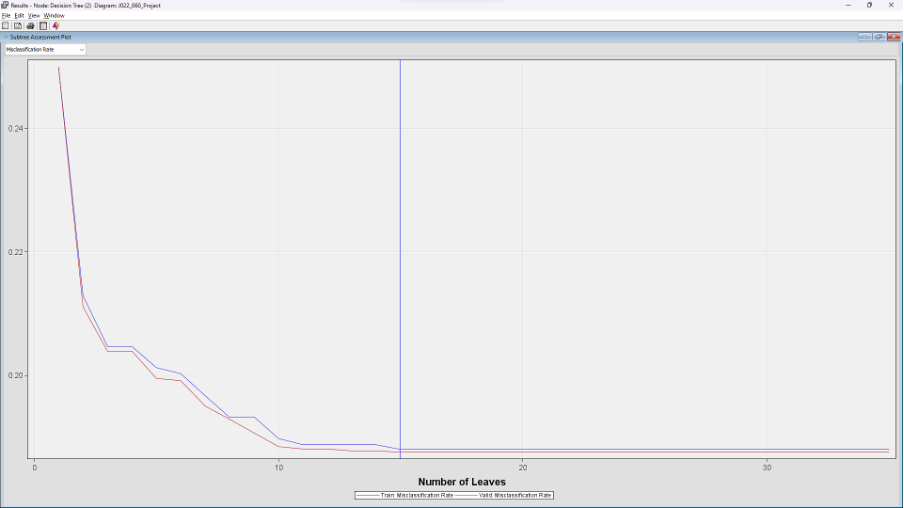 Results - Node: Decision Tree (2) Diagram: J022_060_Project
File Edit View Window
Subtree Assessment Plot
Misclassification Rate
0.24
0.22
0.20
0 10 20 30
Number of Leaves
Train: Misclassification Rate Valid: Misclassification Rate